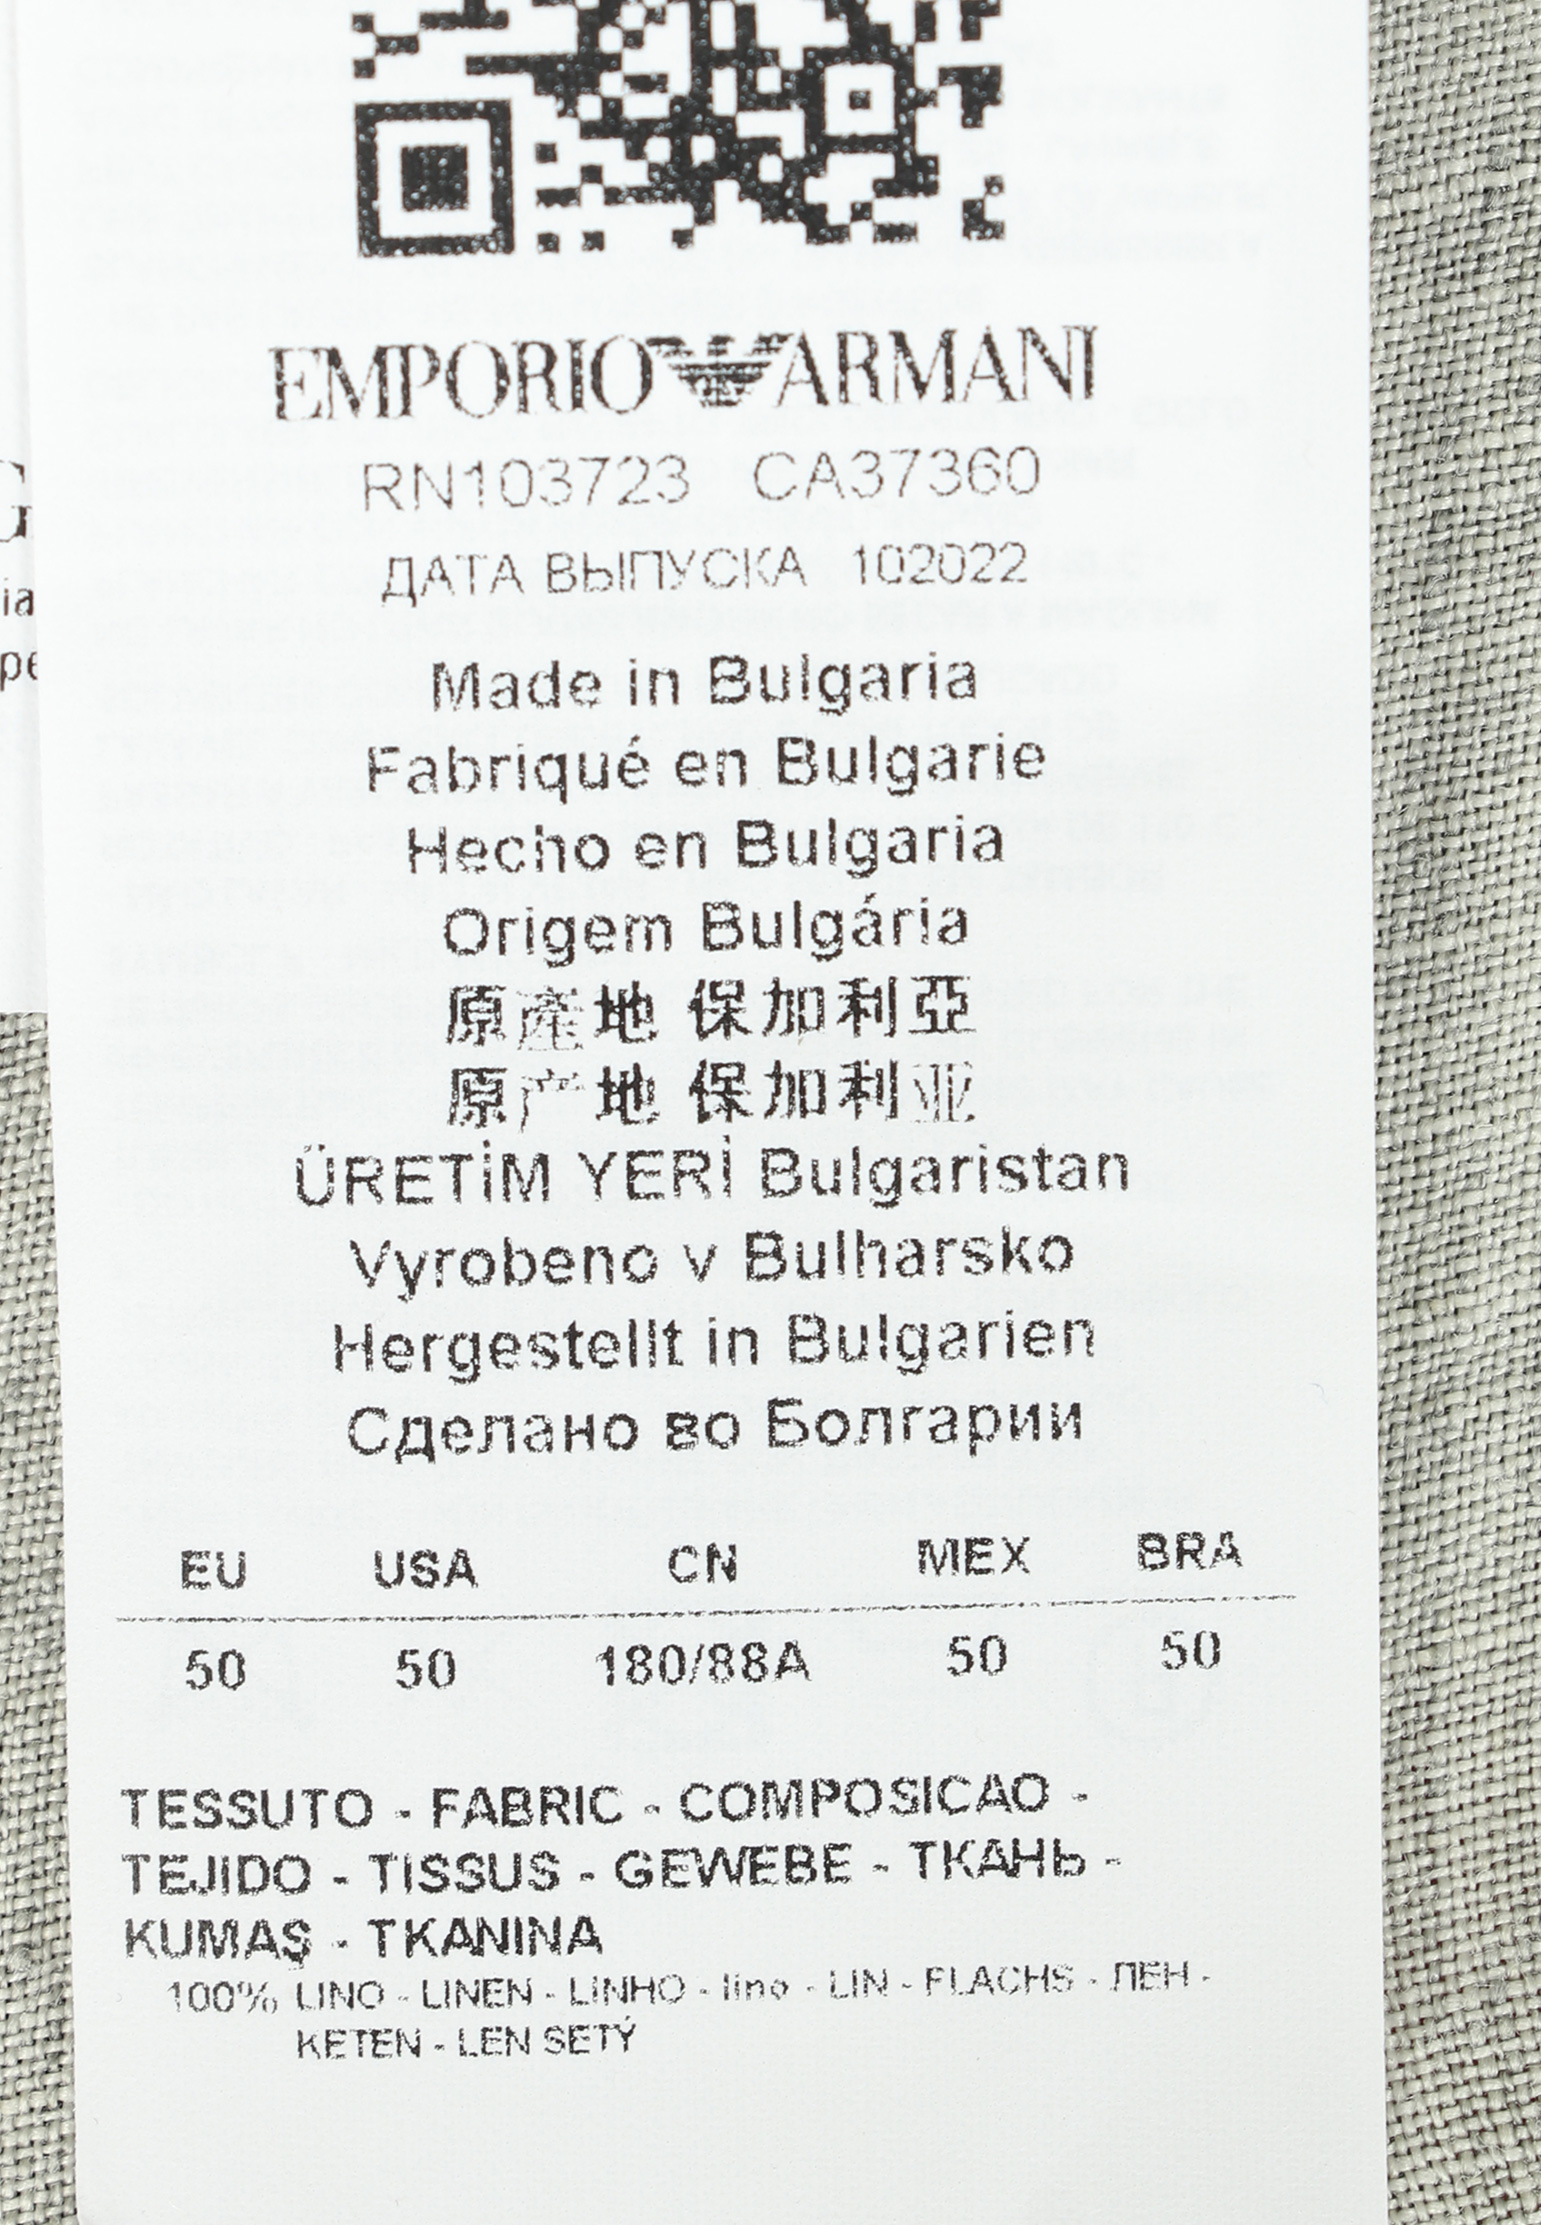 EMPORIO ARMANI
RN103723 CA37360
ДАТА ВЫПУСКА 102022
Made in Bulgaria
Fabriqué en Bulgarie
Hecho en Bulgaria
Origem Bulgária
原產地 保加利亞
原产地 保加利亚
ÜRETİM YERİ Bulgaristan
Vyrobeno v Bulharsko
Hergestellt in Bulgarien
Сделано во Болгарии
EU USA CN MEX BRA
50 50 180/88A 50 50
TESSUTO - FABRIC - COMPOSICAO -
TEJIDO - TISSUS - GEWEBE - ТКАНЬ -
KUMAŞ - TKANINA
100% LINO - LINEN - LINHO - lino - LIN - FLACHS - ЛЕН -
KETEN - LEN SETÝ